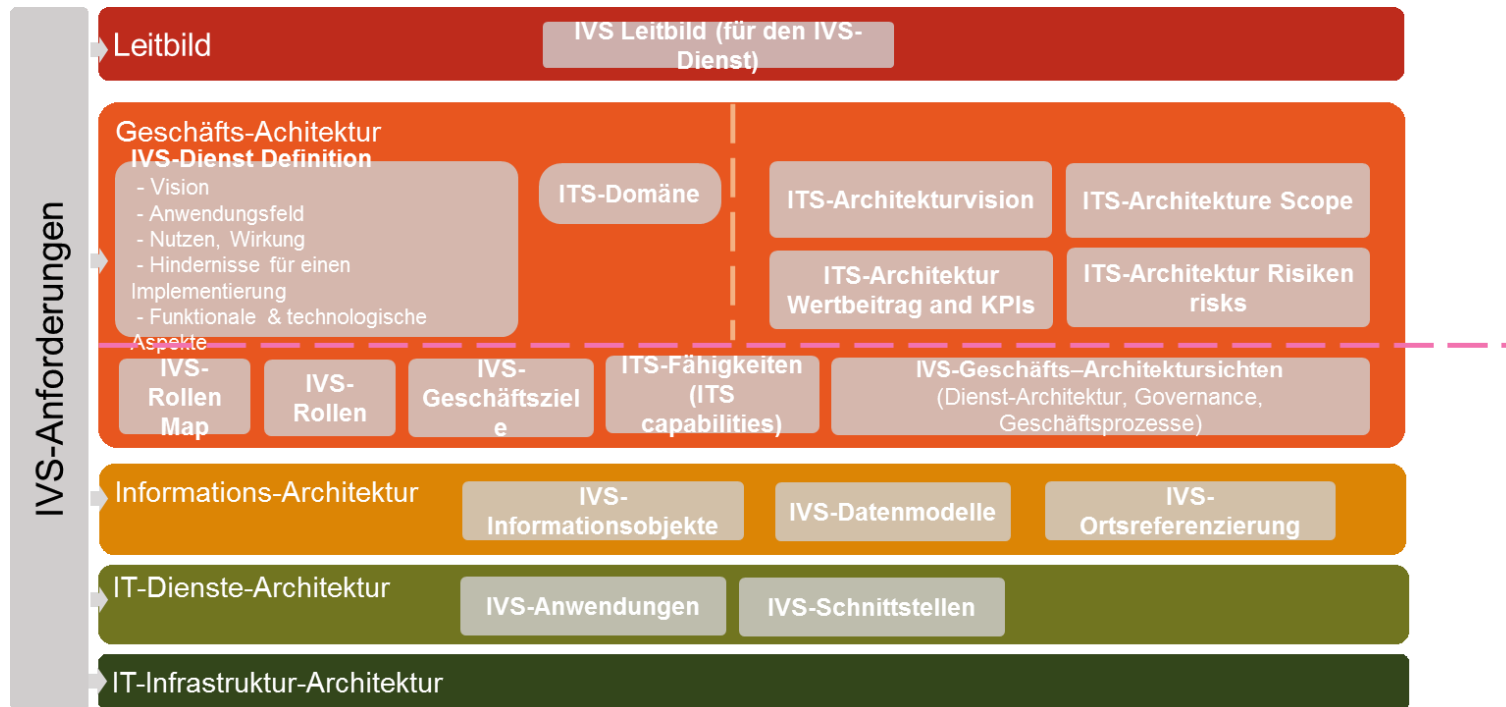 IVS-Anforderungen
Leitbild
IVS Leitbild (für den IVS-
Dienst)
Geschäfts-Achitektur
IVS-Dienst Definition
- Vision
- Anwendungsfeld
- Nutzen, Wirkung
- Hindernisse für einen
Implementierung
- Funktionale & technologische
Aspekte
ITS-Domäne
ITS-Architekturvision
ITS-Architekture Scope
ITS-Architektur
Wertbeitrag and KPIs
ITS-Architektur Risiken
risks
IVS-
Rollen
Map
IVS-
Rollen
IVS-
Geschäftsziel
e
ITS-Fähigkeiten
(ITS
capabilities)
IVS-Geschäfts–Architektursichten
(Dienst-Architektur, Governance,
Geschäftsprozesse)
Informations-Architektur
IVS-
Informationsobjekte
IVS-Datenmodelle
IVS-
Ortsreferenzierung
IT-Dienste-Architektur
IVS-Anwendungen
IVS-Schnittstellen
IT-Infrastruktur-Architektur